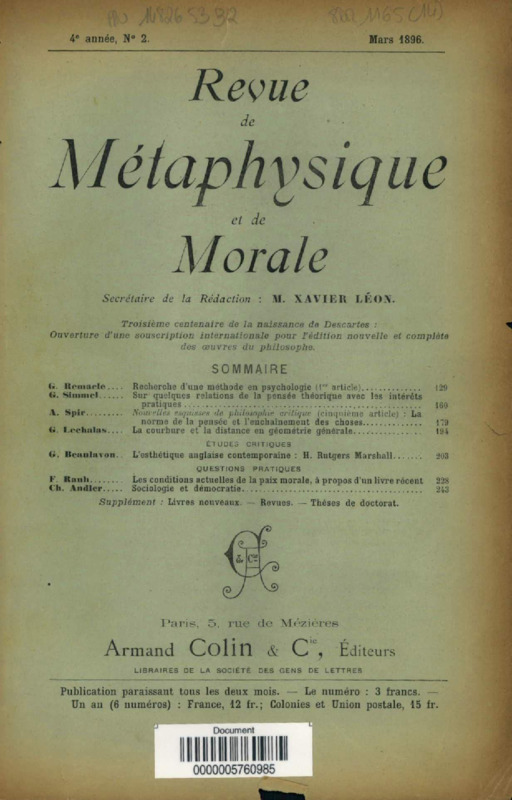 4e année, No 2. Mars 1896.
Revue
de
Métaphysique
et de
Morale
Secrétaire de la Rédaction : M. XAVIER LÉON.
Troisième centenaire de la naissance de Descartes :
Ouverture d'une souscription internationale pour l'édition nouvelle et complète
des œuvres du philosophe.
SOMMAIRE
G. Remacle.... Recherche d'une méthode en psychologie (1er article).............. 129
G. Simmel..... Sur quelques relations de la pensée théorique avec les intérêts
pratiques.............. 160
A. Spir......... Nouvelles esquisses de philosophie critique (cinquième article) : La
norme de la pensée et l'enchaînement des choses.............. 179
G. Lechalas..... La courbure et la distance en géométrie générale.............. 194
ÉTUDES CRITIQUES
G. Beaulavon. L'esthétique anglaise contemporaine : H. Rutgers Marshall....... 203
QUESTIONS PRATIQUES
F. Rauh....... Les conditions actuelles de la paix morale, à propos d'un livre récent 228
Ch. Andler..... Sociologie et démocratie.............. 243
Supplément : Livres nouveaux. — Revues. — Thèses de doctorat.
Paris, 5, rue de Mézières
Armand Colin & Cie, Éditeurs
LIBRAIRES DE LA SOCIÉTÉ DES GENS DE LETTRES
Publication paraissant tous les deux mois. — Le numéro : 3 francs. —
Un an (6 numéros) : France, 12 fr.; Colonies et Union postale, 15 fr.
Document
0000005760985